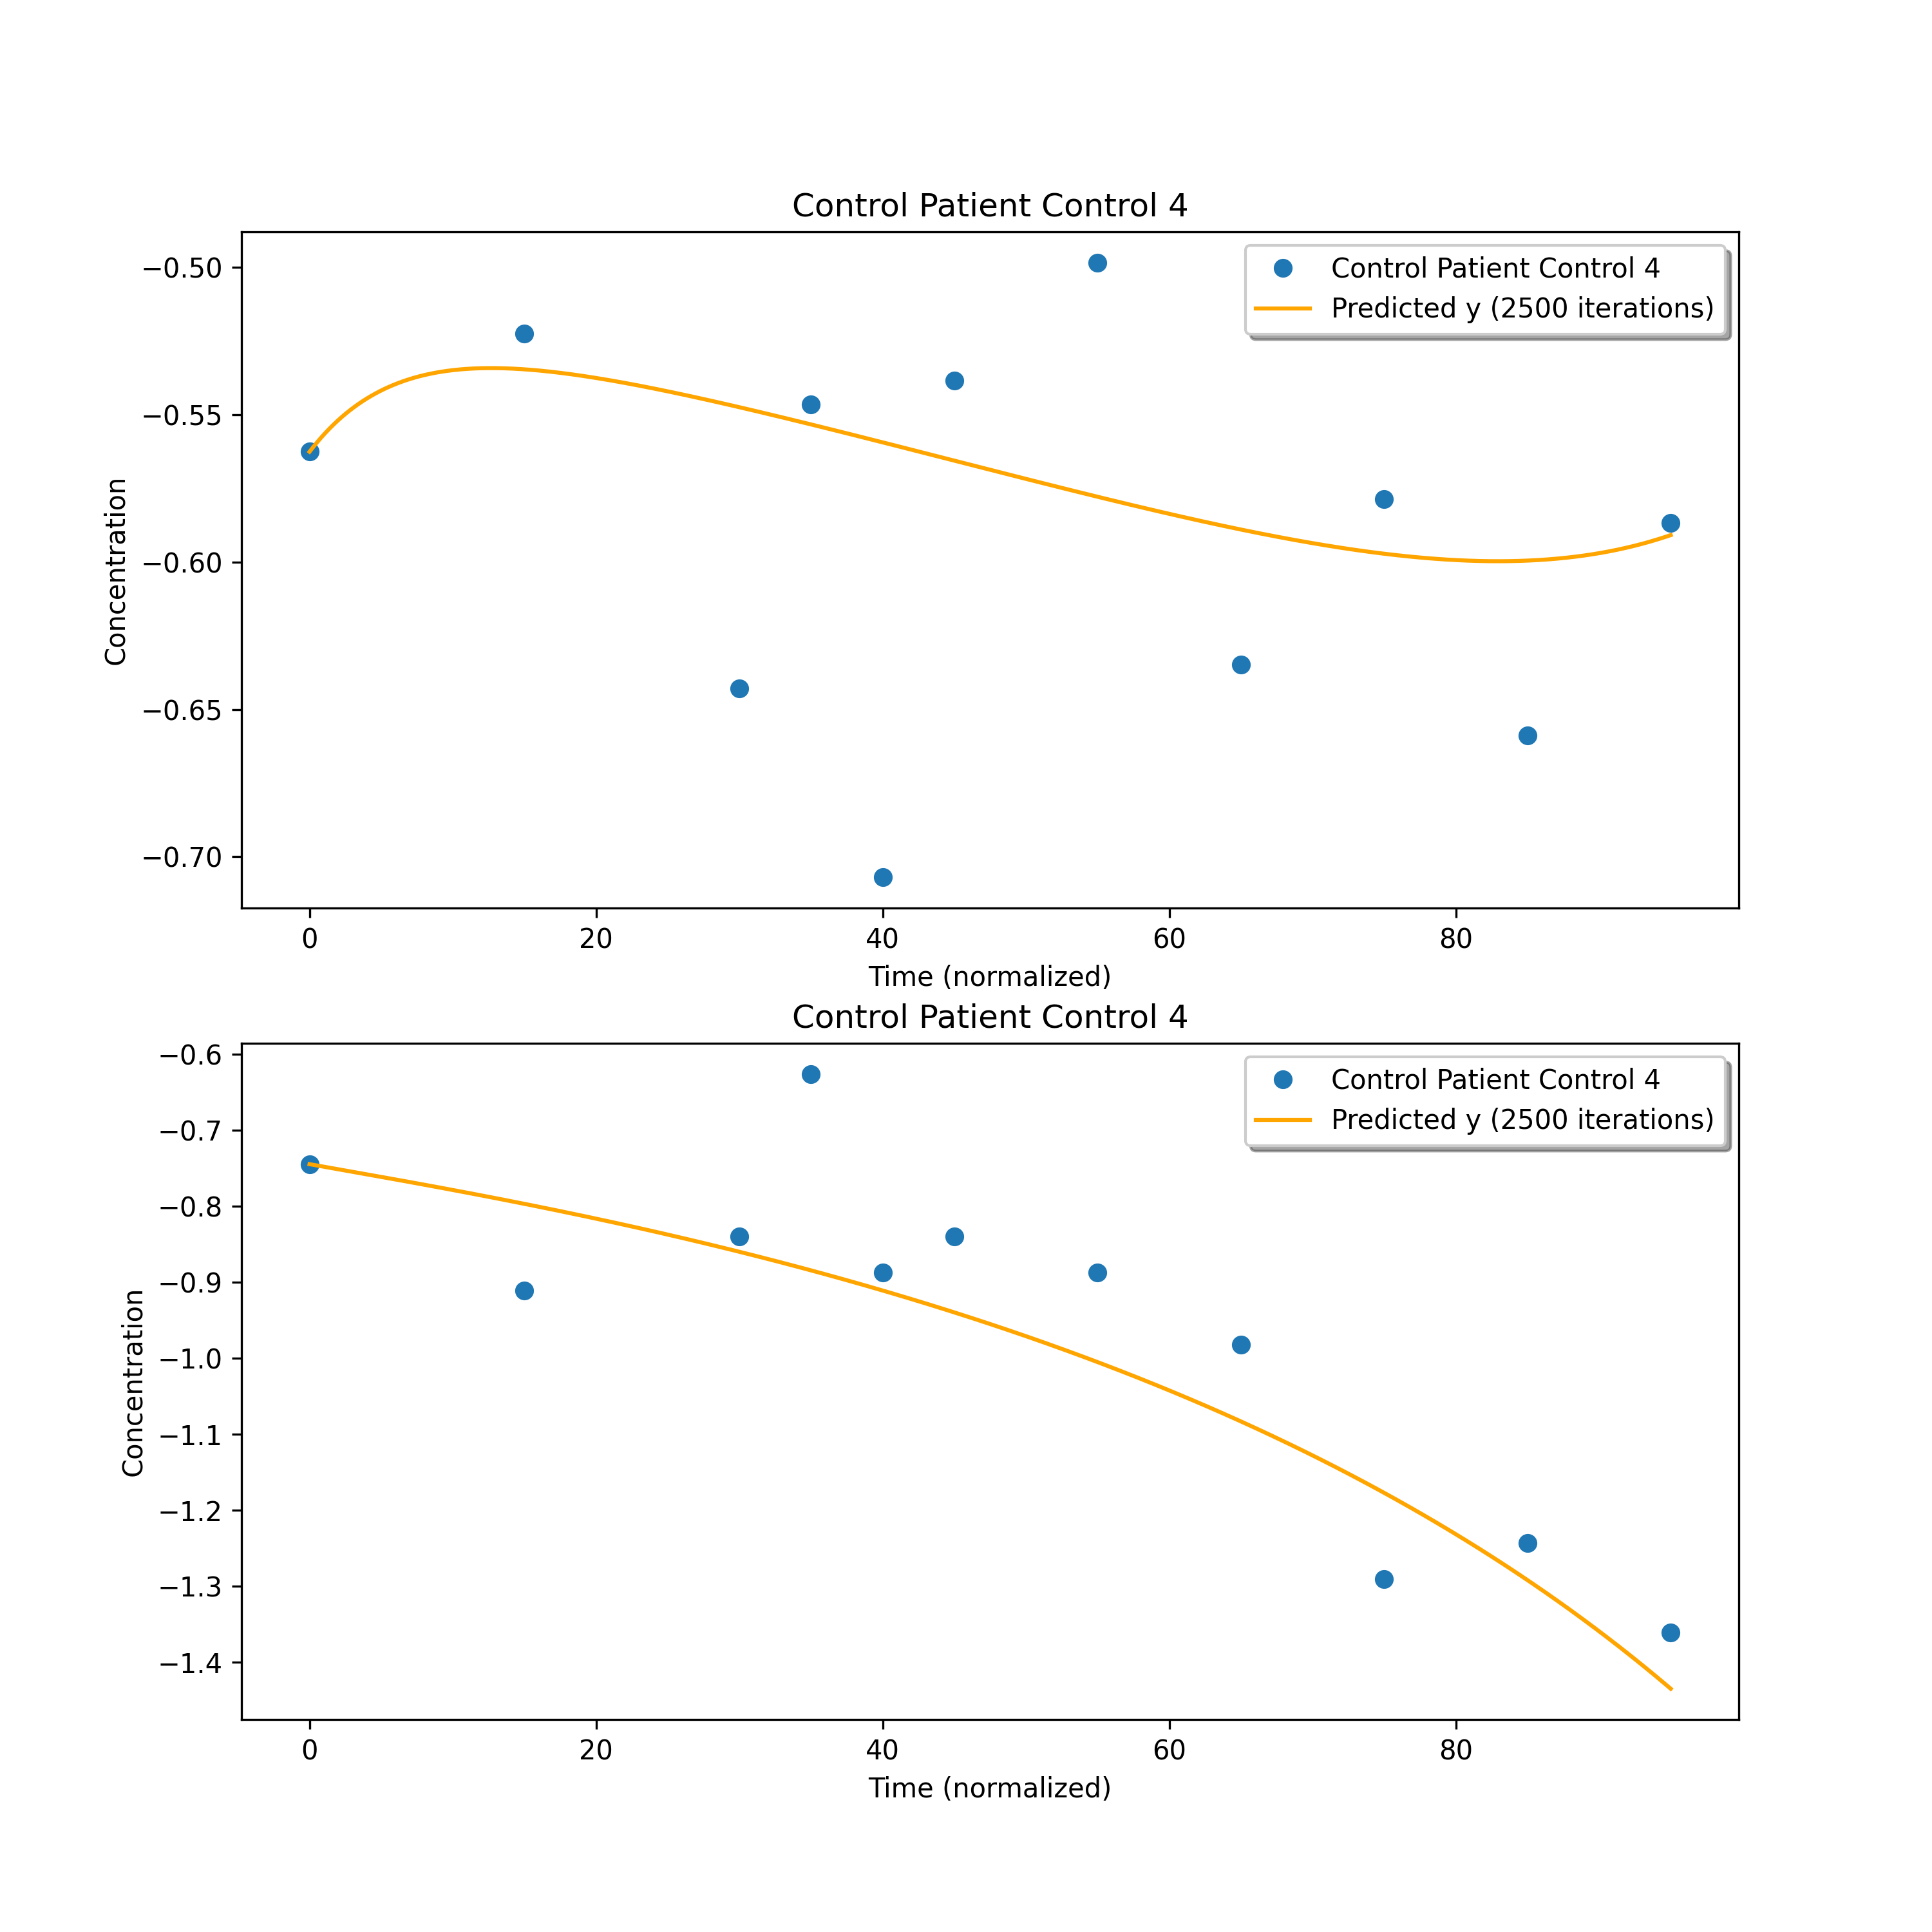 Control Patient Control 4
−0.50
−0.55
−0.60
−0.65
−0.70
Concentration
Control Patient Control 4
Predicted y (2500 iterations)
0 20 40 60 80
Time (normalized)
Control Patient Control 4
−0.6
−0.7
−0.8
−0.9
−1.0
−1.1
−1.2
−1.3
−1.4
Concentration
Control Patient Control 4
Predicted y (2500 iterations)
0 20 40 60 80
Time (normalized)